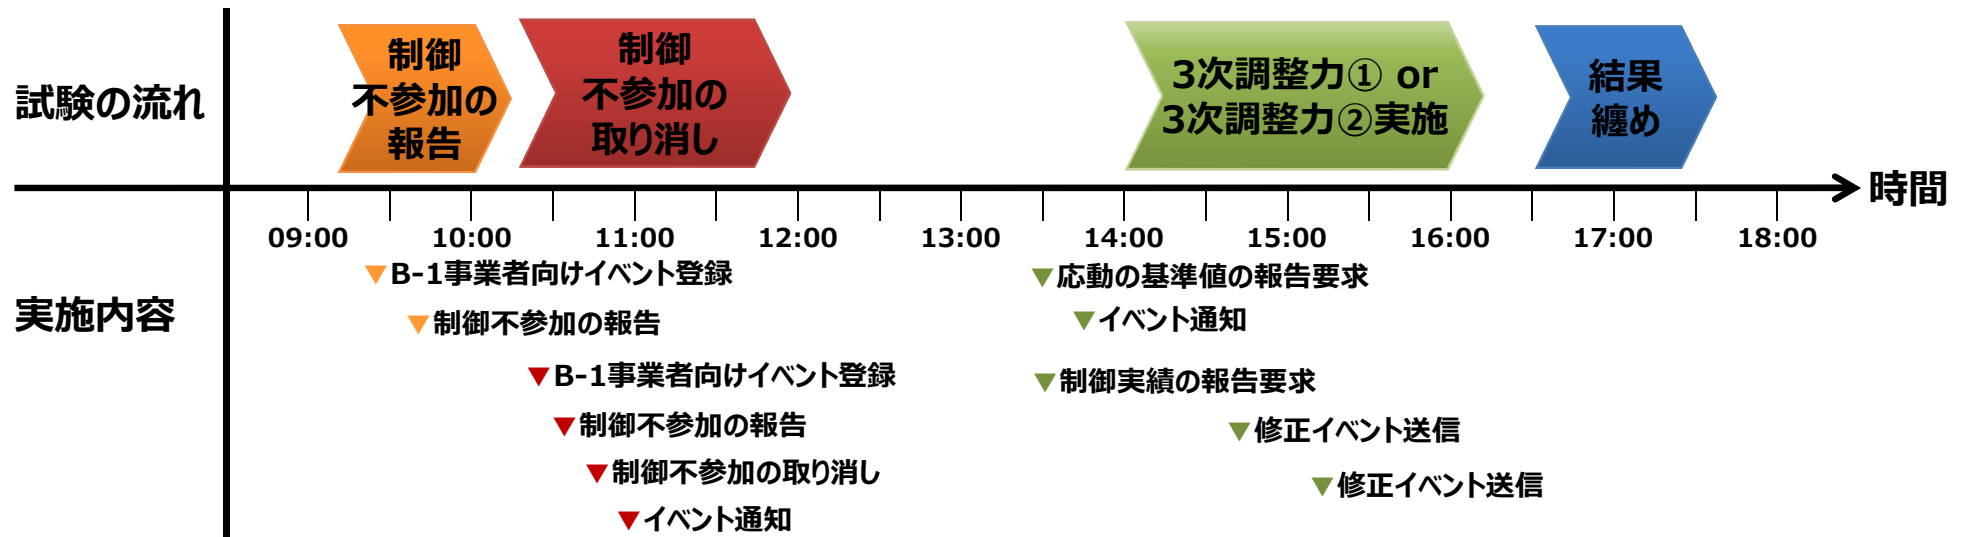 試験の流れ
制御
不参加の
報告
制御
不参加の
取り消し
3次調整力① or
3次調整力②実施
結果
纏め
時間
09:00 10:00 11:00 12:00 13:00 14:00 15:00 16:00 17:00 18:00
実施内容
▼B-1事業者向けイベント登録
▼制御不参加の報告
▼B-1事業者向けイベント登録
▼制御不参加の報告
▼制御不参加の取り消し
▼イベント通知
▼応動の基準値の報告要求
▼イベント通知
▼制御実績の報告要求
▼修正イベント送信
▼修正イベント送信